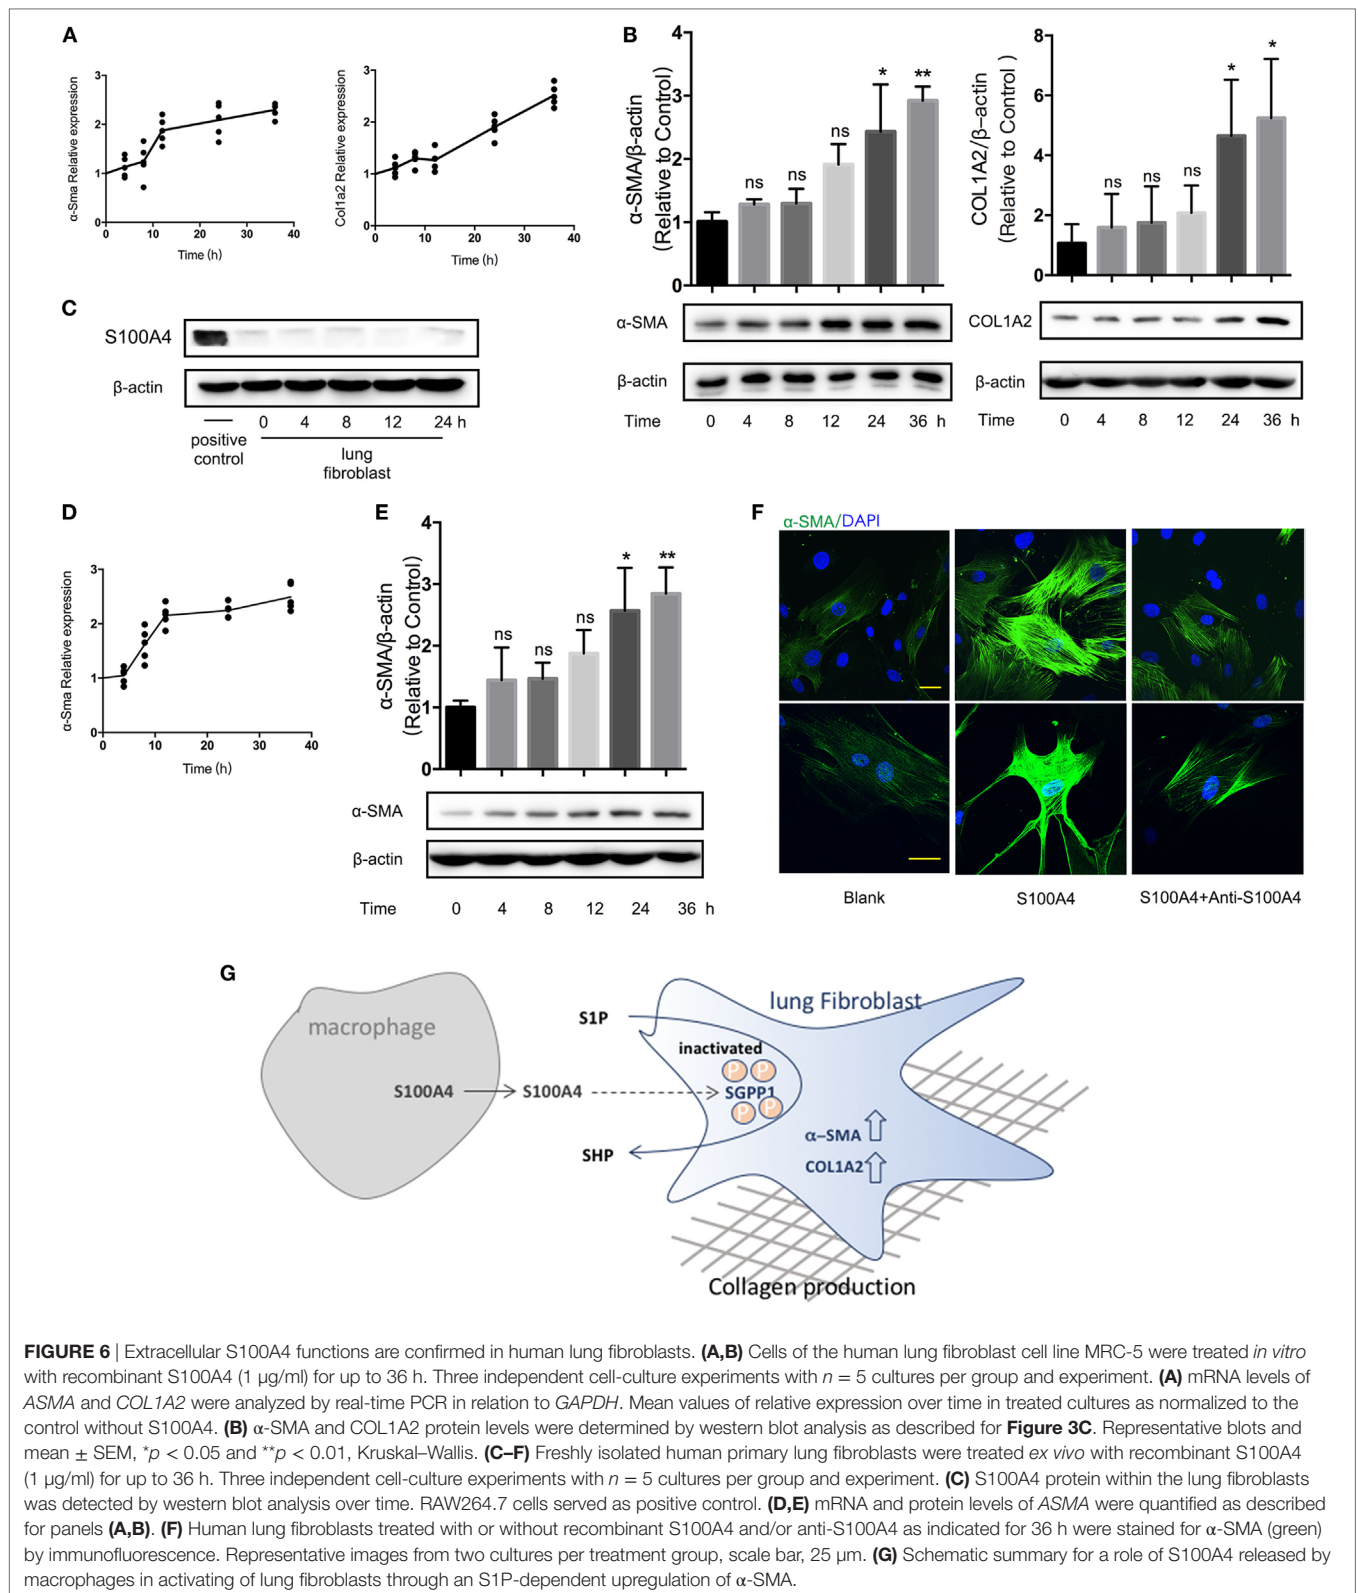 A
α-Sma Relative expression
3
2
1
0
0 10 20 30 40
Time (h)
Col1a2 Relative expression
3
2
1
0
0 10 20 30 40
Time (h)
B
α-SMA/β-actin
(Relative to Control)
4
3
2
1
0
ns ns ns * **
α-SMA
β-actin
Time 0 4 8 12 24 36 h
COL1A2/β-actin
(Relative to Control )
8
6
4
2
0
ns ns ns * *
COL1A2
β-actin
Time 0 4 8 12 24 36 h
C
S100A4
β-actin
0 4 8 12 24 h
positive
control
lung
fibroblast
D
α-Sma Relative expression
3
2
1
0
0 10 20 30 40
Time (h)
E
α-SMA/β-actin
(Relative to Control)
4
3
2
1
0
ns ns ns * **
α-SMA
β-actin
Time 0 4 8 12 24 36 h
F
α-SMA/DAPI
Blank S100A4 S100A4+Anti-S100A4
G
macrophage
lung Fibroblast
S1P
inactivated
P P
S100A4 S100A4 SGPP1
P P
α–SMA
SHP
COL1A2
Collagen production
FIGURE 6 | Extracellular S100A4 functions are confirmed in human lung fibroblasts. (A,B) Cells of the human lung fibroblast cell line MRC-5 were treated in vitro
with recombinant S100A4 (1 µg/ml) for up to 36 h. Three independent cell-culture experiments with n = 5 cultures per group and experiment. (A) mRNA levels of
ASMA and COL1A2 were analyzed by real-time PCR in relation to GAPDH. Mean values of relative expression over time in treated cultures as normalized to the
control without S100A4. (B) α-SMA and COL1A2 protein levels were determined by western blot analysis as described for Figure 3C. Representative blots and
mean ± SEM, *p < 0.05 and **p < 0.01, Kruskal–Wallis. (C–F) Freshly isolated human primary lung fibroblasts were treated ex vivo with recombinant S100A4
(1 µg/ml) for up to 36 h. Three independent cell-culture experiments with n = 5 cultures per group and experiment. (C) S100A4 protein within the lung fibroblasts
was detected by western blot analysis over time. RAW264.7 cells served as positive control. (D,E) mRNA and protein levels of ASMA were quantified as described
for panels (A,B). (F) Human lung fibroblasts treated with or without recombinant S100A4 and/or anti-S100A4 as indicated for 36 h were stained for α-SMA (green)
by immunofluorescence. Representative images from two cultures per treatment group, scale bar, 25 µm. (G) Schematic summary for a role of S100A4 released by
macrophages in activating of lung fibroblasts through an S1P-dependent upregulation of α-SMA.